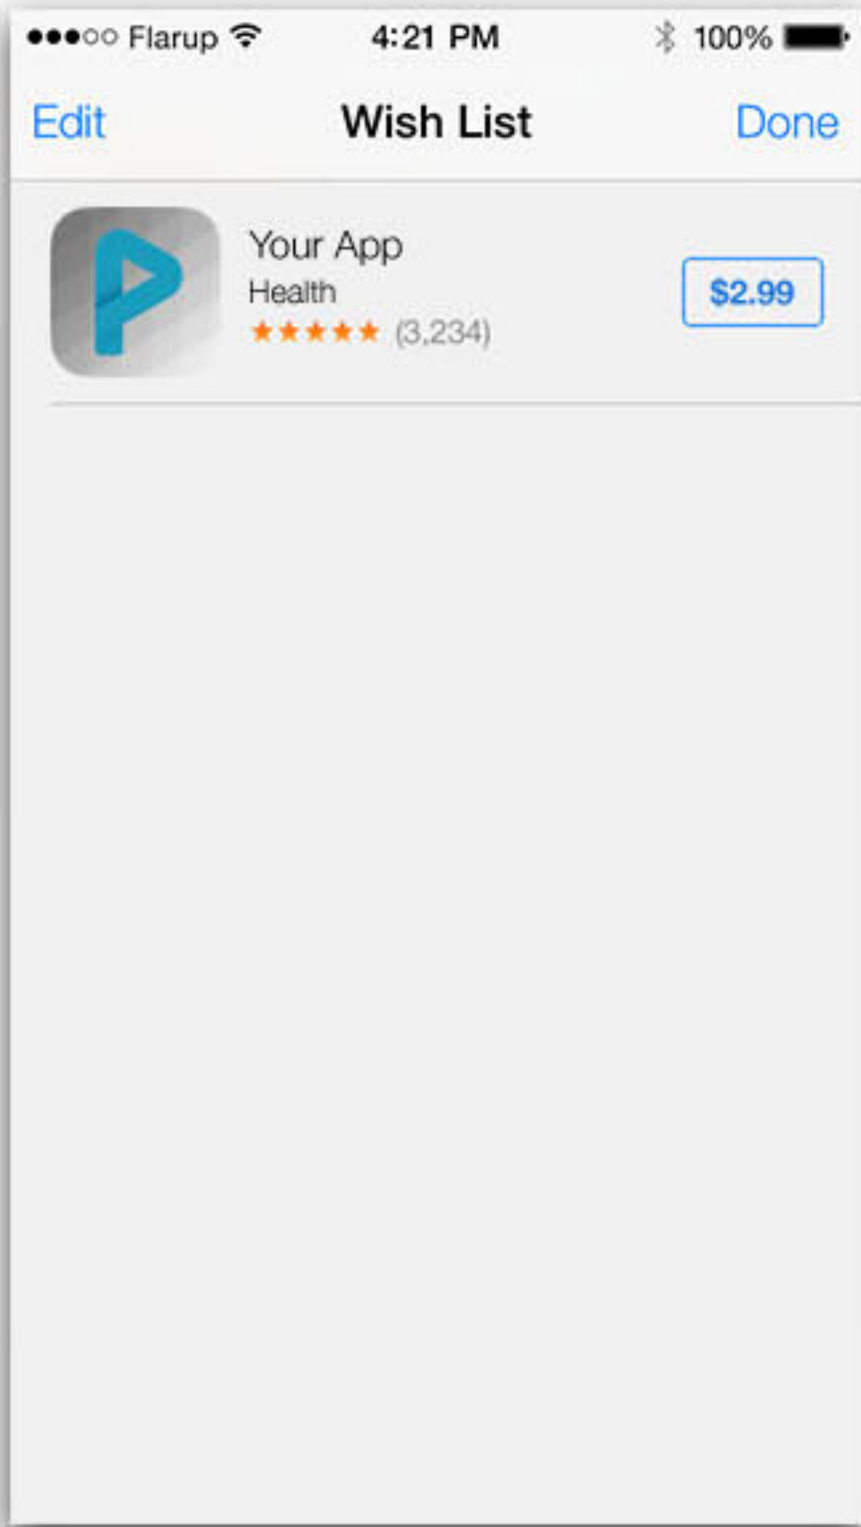 Flarup 4:21 PM 100%
Edit Wish List Done
Your App
Health
(3,234)
$2.99